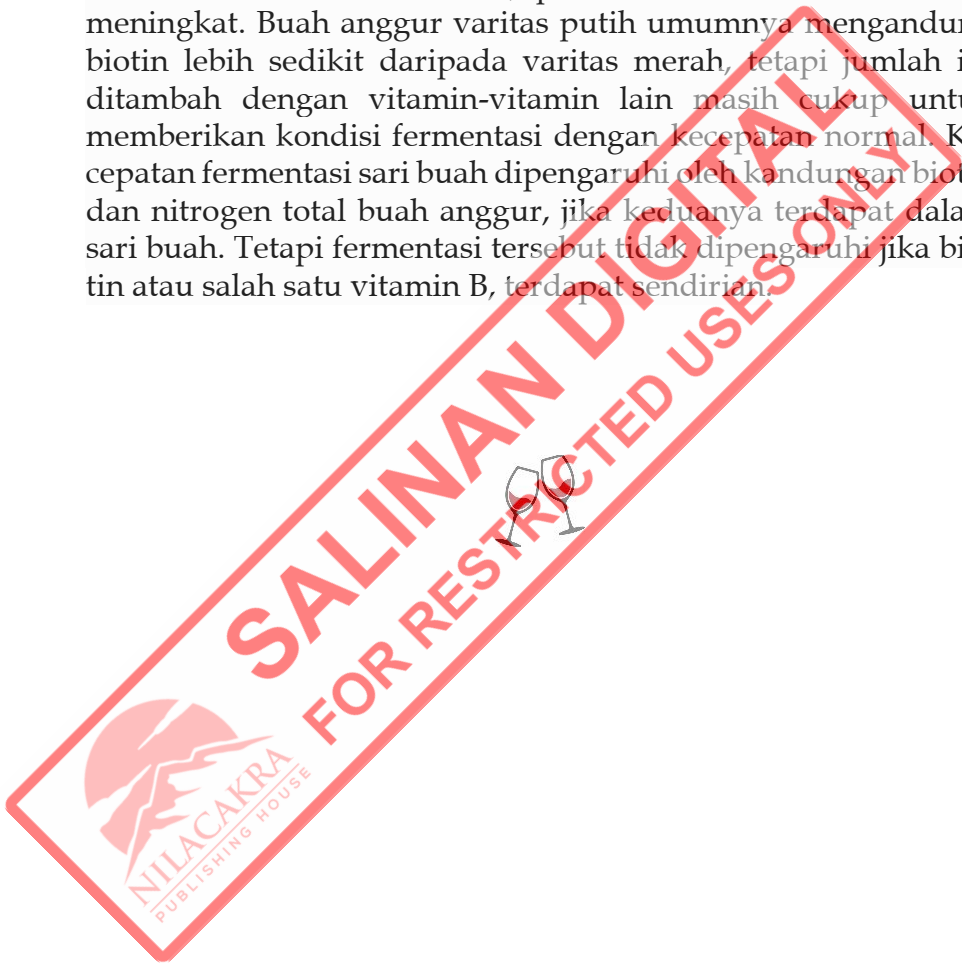 meningkat. Buah anggur varitas putih umumnya mengandun
biotin lebih sedikit daripada varitas merah, tetapi jumlah i
ditambah dengan vitamin-vitamin lain masih cukup untu
memberikan kondisi fermentasi dengan kecepatan normal. K
cepatan fermentasi sari buah dipengaruhi oleh kandungan biot
dan nitrogen total buah anggur, jika keduanya terdapat dala
sari buah. Tetapi fermentasi tersebut tidak dipengaruhi jika bi
tin atau salah satu vitamin B, terdapat sendirian.
SALINAN DIGITAL
FOR RESTRICTED USES ONLY
NILACAKRA
PUBLISHING HOUSE